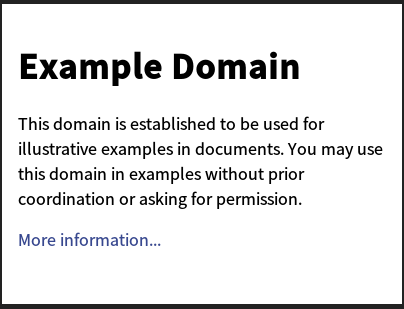 Example Domain
This domain is established to be used for
illustrative examples in documents. You may use
this domain in examples without prior
coordination or asking for permission.
More information...